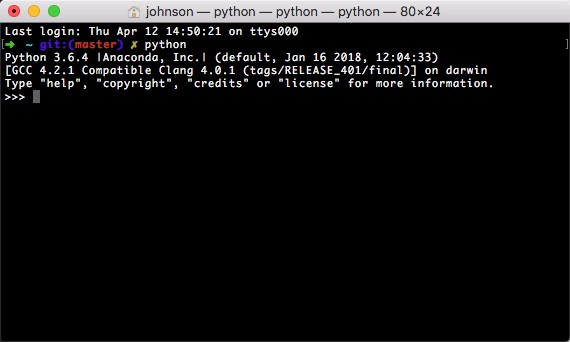 johnson — python — python — python — 80×24
Last login: Thu Apr 12 14:50:21 on ttys000
[➜  ~ git:(master) ✗ python ]
Python 3.6.4 |Anaconda, Inc.| (default, Jan 16 2018, 12:04:33)
[GCC 4.2.1 Compatible Clang 4.0.1 (tags/RELEASE_401/final)] on darwin
Type "help", "copyright", "credits" or "license" for more information.
>>>